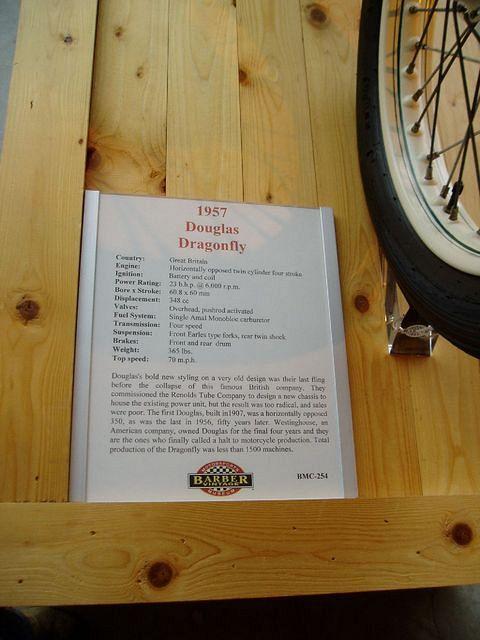 1957
Douglas
Dragonfly
Country: Great Britain
Engine: Horizontally opposed twin cylinder four stroke
Ignition: Battery and coil
Power Rating: 23 b.h.p. @ 6,000 r.p.m.
Bore x Stroke: 60.8 x 60 mm
Displacement: 348 cc
Valves: Overhead, pushrod activated
Fuel System: Single Amal Monobloc carburetor
Transmission: Four speed
Suspension: Front Earles type forks, rear twin shock
Brakes: Front and rear drum
Weight: 365 lbs.
Top speed: 70 m.p.h.
Douglas's bold new styling on a very old design was their last fling
before the collapse of this famous British company. They
commissioned the Renolds Tube Company to design a new chassis to
house the existing power unit, but the result was too radical, and sales
were poor. The first Douglas, built in1907, was a horizontally opposed
350, as was the last in 1956, fifty years later. Westinghouse, an
American company, owned Douglas for the final four years and they
are the ones who finally called a halt to motorcycle production. Total
production of the Dragonfly was less than 1500 machines.
BARBER
VINTAGE
MUSEUM
BMC-254